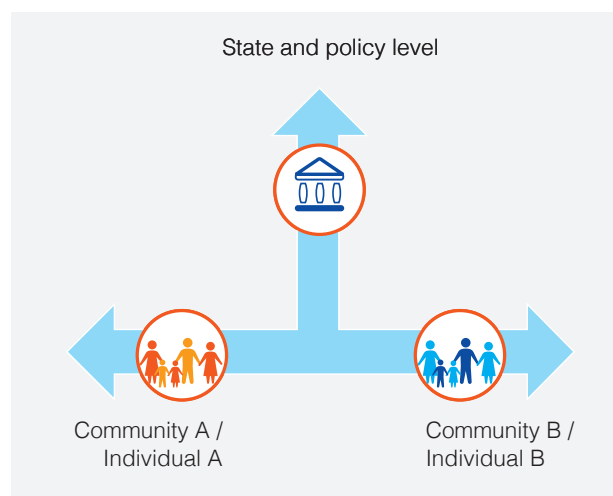 State and policy level
Community A /
Individual A
Community B /
Individual B